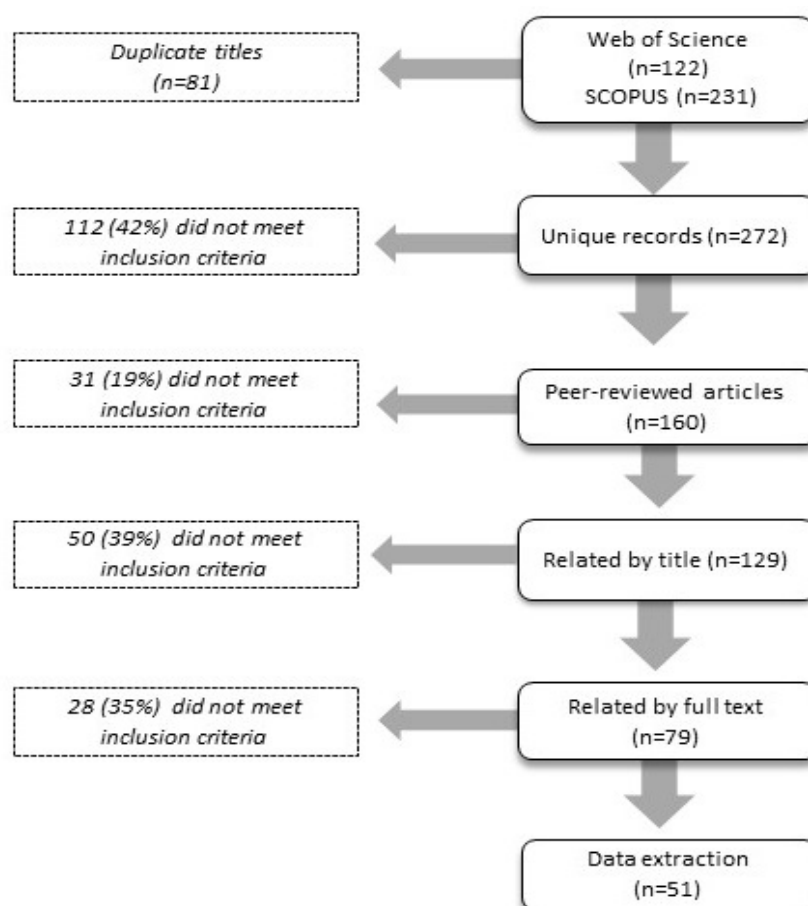 Duplicate titles
(n=81)
Web of Science
(n=122)
SCOPUS (n=231)
112 (42%) did not meet
inclusion criteria
Unique records (n=272)
31 (19%) did not meet
inclusion criteria
Peer-reviewed articles
(n=160)
50 (39%) did not meet
inclusion criteria
Related by title (n=129)
28 (35%) did not meet
inclusion criteria
Related by full text
(n=79)
Data extraction
(n=51)